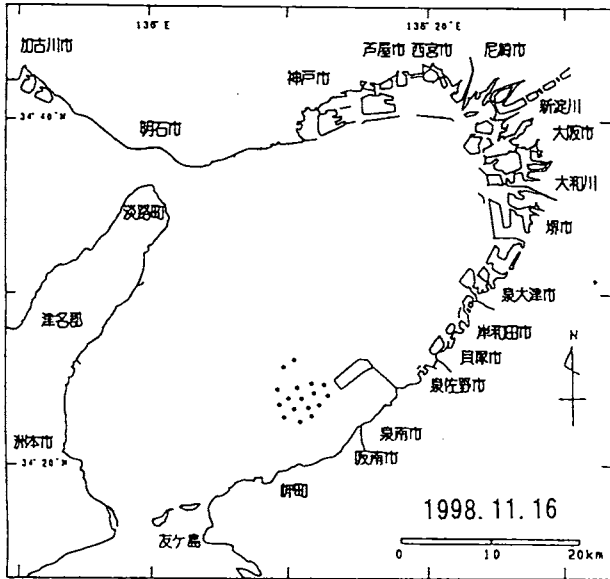 136°E
135°20'E
加古川市
芦屋市 西宮市 尼崎市
神戸市
34°40'N
明石市
新淀川
大阪市
大和川
淡路町
堺市
泉大津市
津名郡
岸和田市
N
貝塚市
泉佐野市
泉南市
洲本市
阪南市
34°20'N
岬町
1998.11.16
友ケ島
0 10 20km